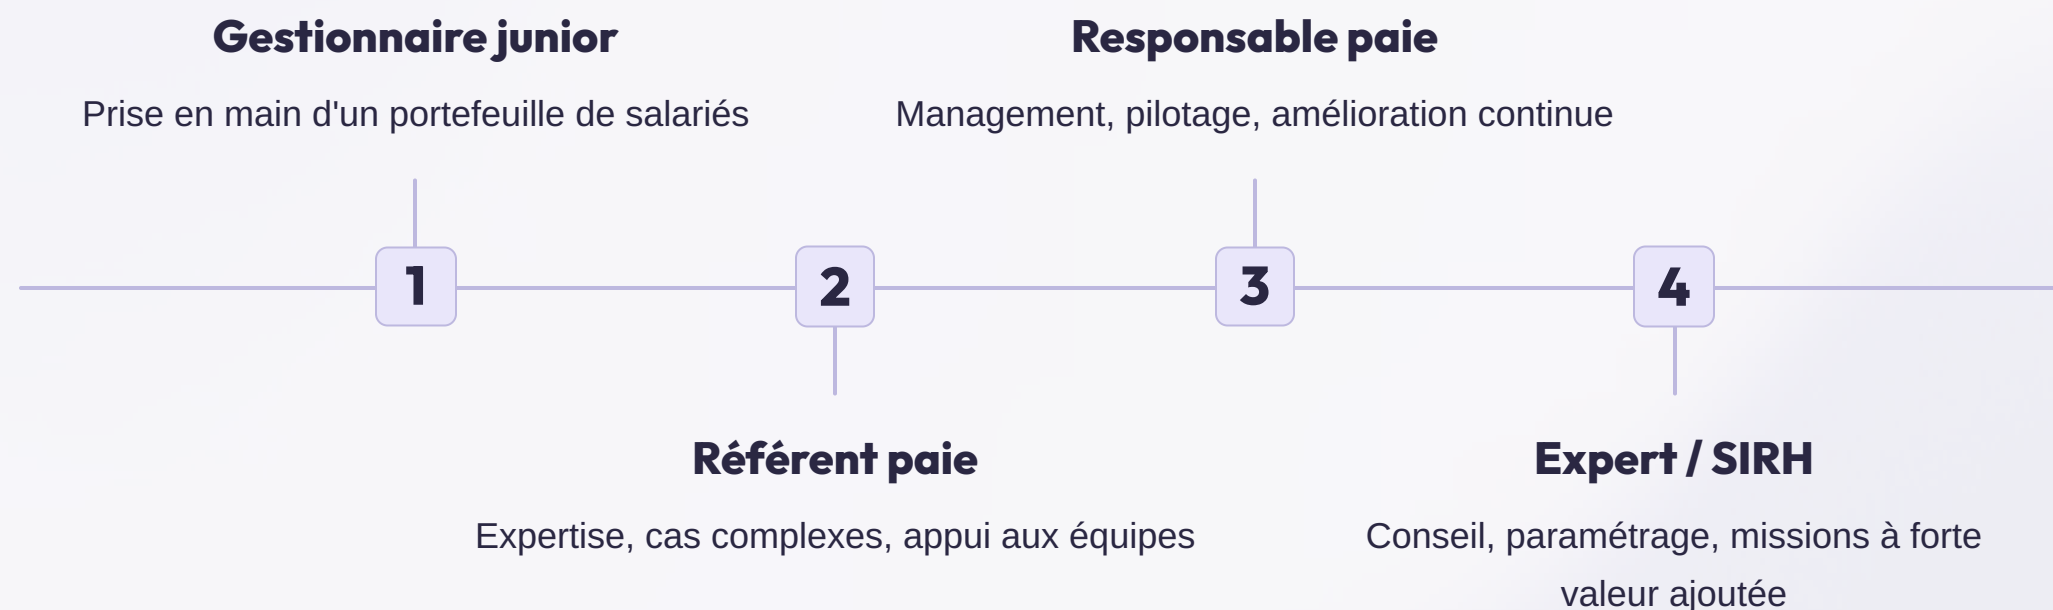 Gestionnaire junior
Prise en main d'un portefeuille de salariés
1
2
Référent paie
Expertise, cas complexes, appui aux équipes
Responsable paie
Management, pilotage, amélioration continue
3
4
Expert / SIRH
Conseil, paramétrage, missions à forte
valeur ajoutée